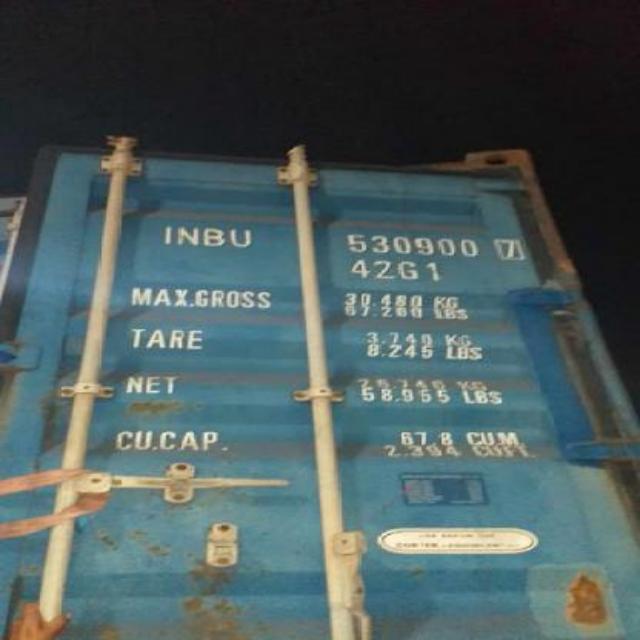 INBU 530900 7
42G1
MAX.GROSS 30.480 KG
67.200 LBS
TARE 3.740 KG
8.245 LBS
NET 26.740 KG
58.955 LBS
CU.CAP. 67.8 CU.M.
2.394 CU.FT.